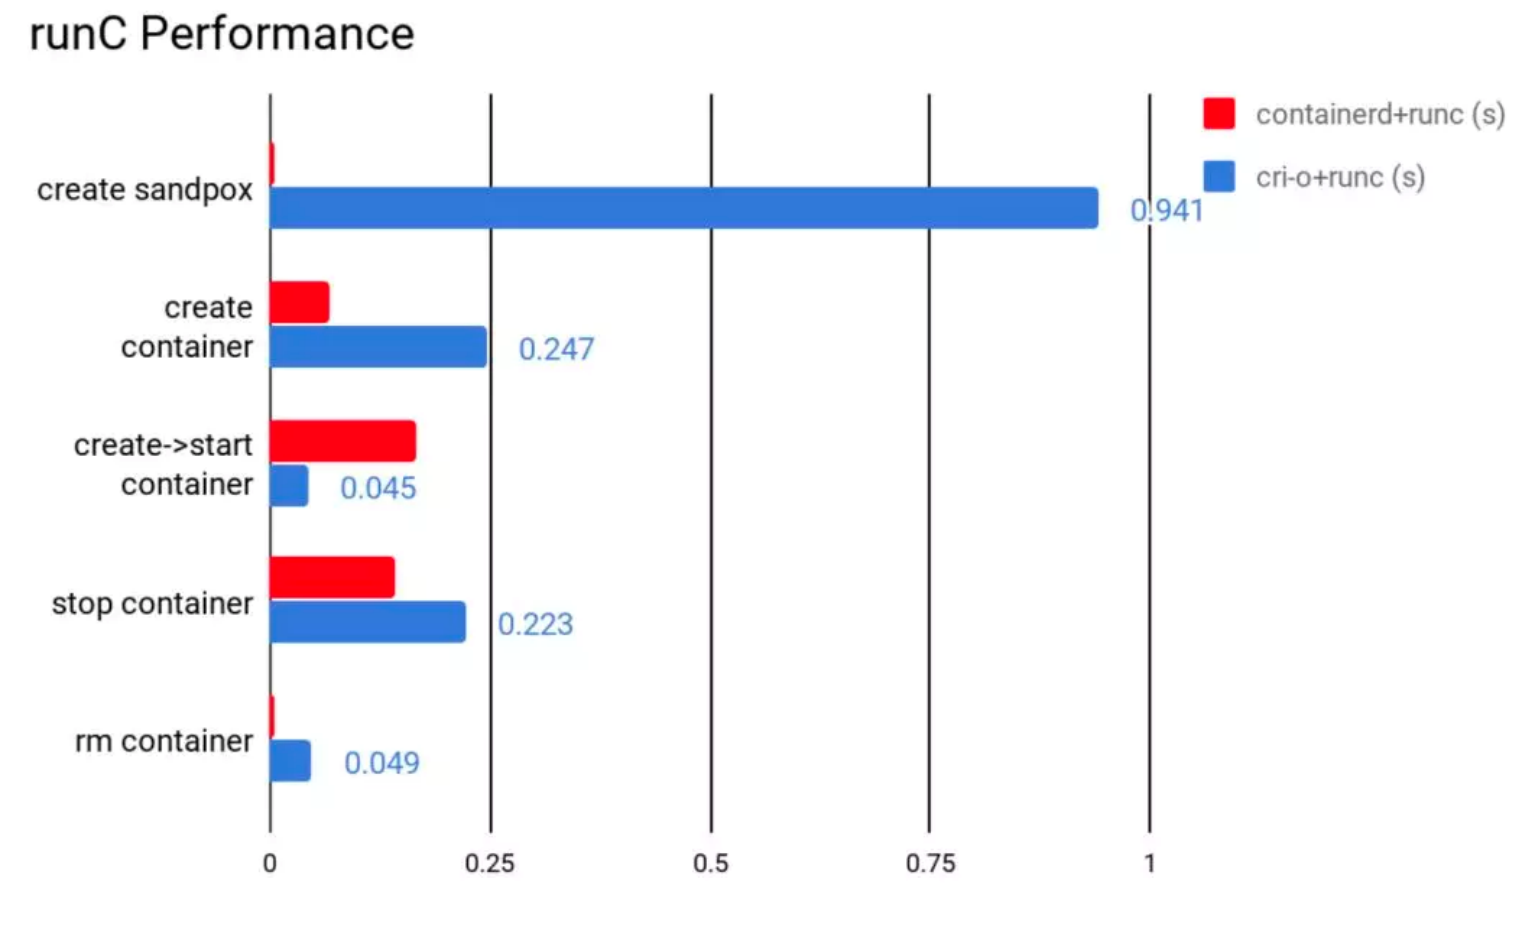 runC Performance
containerd+runc (s)
cri-o+runc (s)
create sandpox
0.941
create
container
0.247
create->start
container
0.045
stop container
0.223
rm container
0.049
0
0.25
0.5
0.75
1